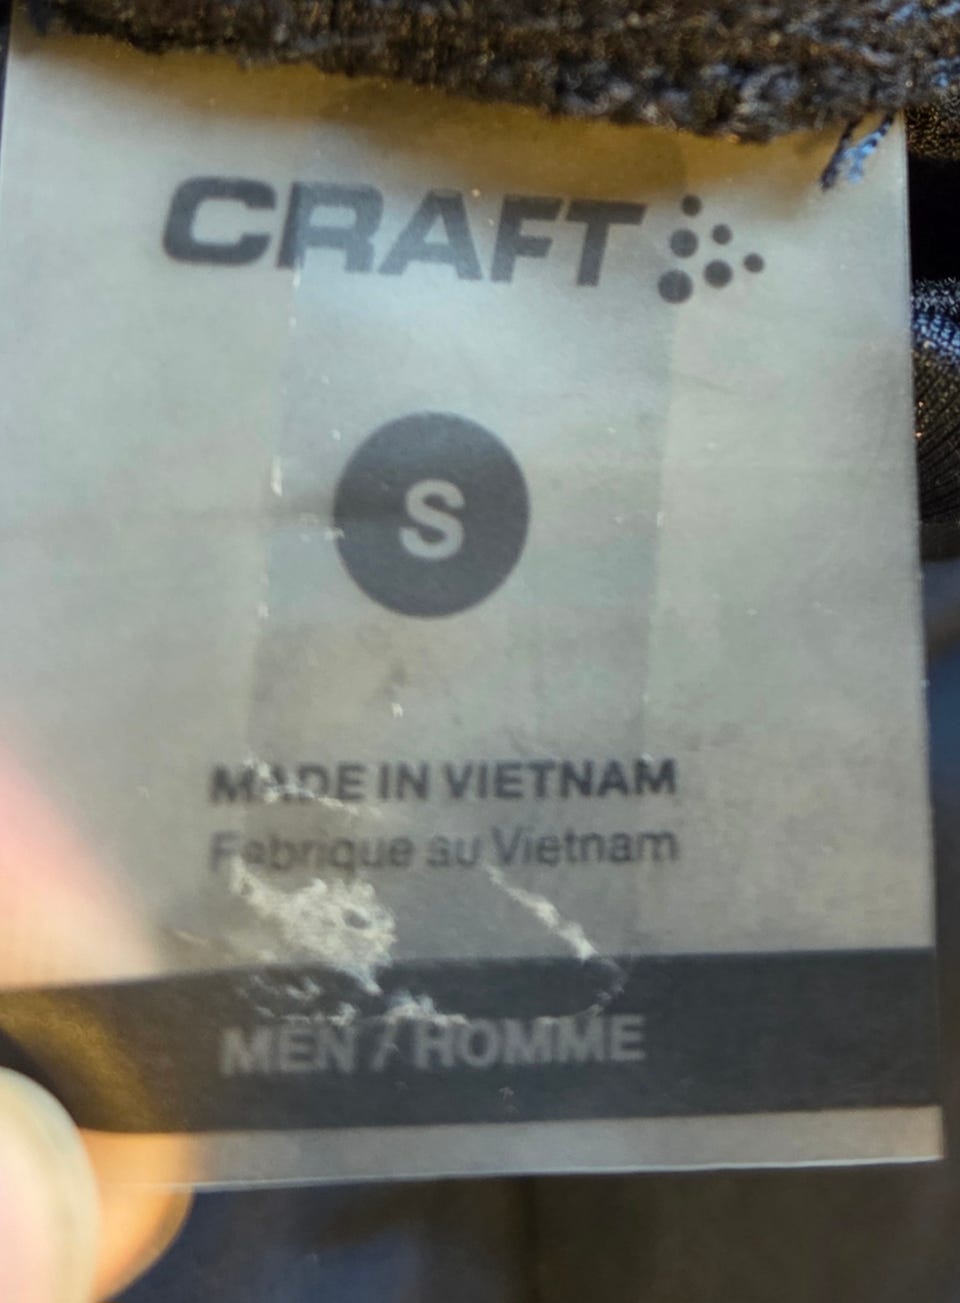 CRAFT
S
MADE IN VIETNAM
Fabrique au Vietnam
MEN / HOMME